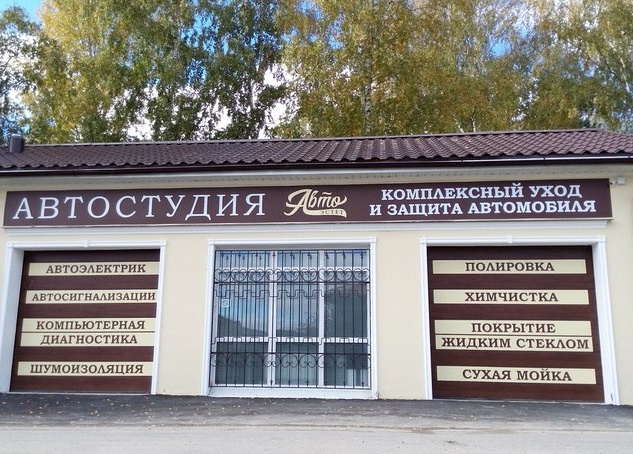 АВТОСТУДИЯ
Авто
ЭСТЕТ
КОМПЛЕКСНЫЙ УХОД
И ЗАЩИТА АВТОМОБИЛЯ
АВТОЭЛЕКТРИК
АВТОСИГНАЛИЗАЦИИ
КОМПЬЮТЕРНАЯ
ДИАГНОСТИКА
ШУМОИЗОЛЯЦИЯ
ПОЛИРОВКА
ХИМЧИСТКА
ПОКРЫТИЕ
ЖИДКИМ СТЕКЛОМ
СУХАЯ МОЙКА